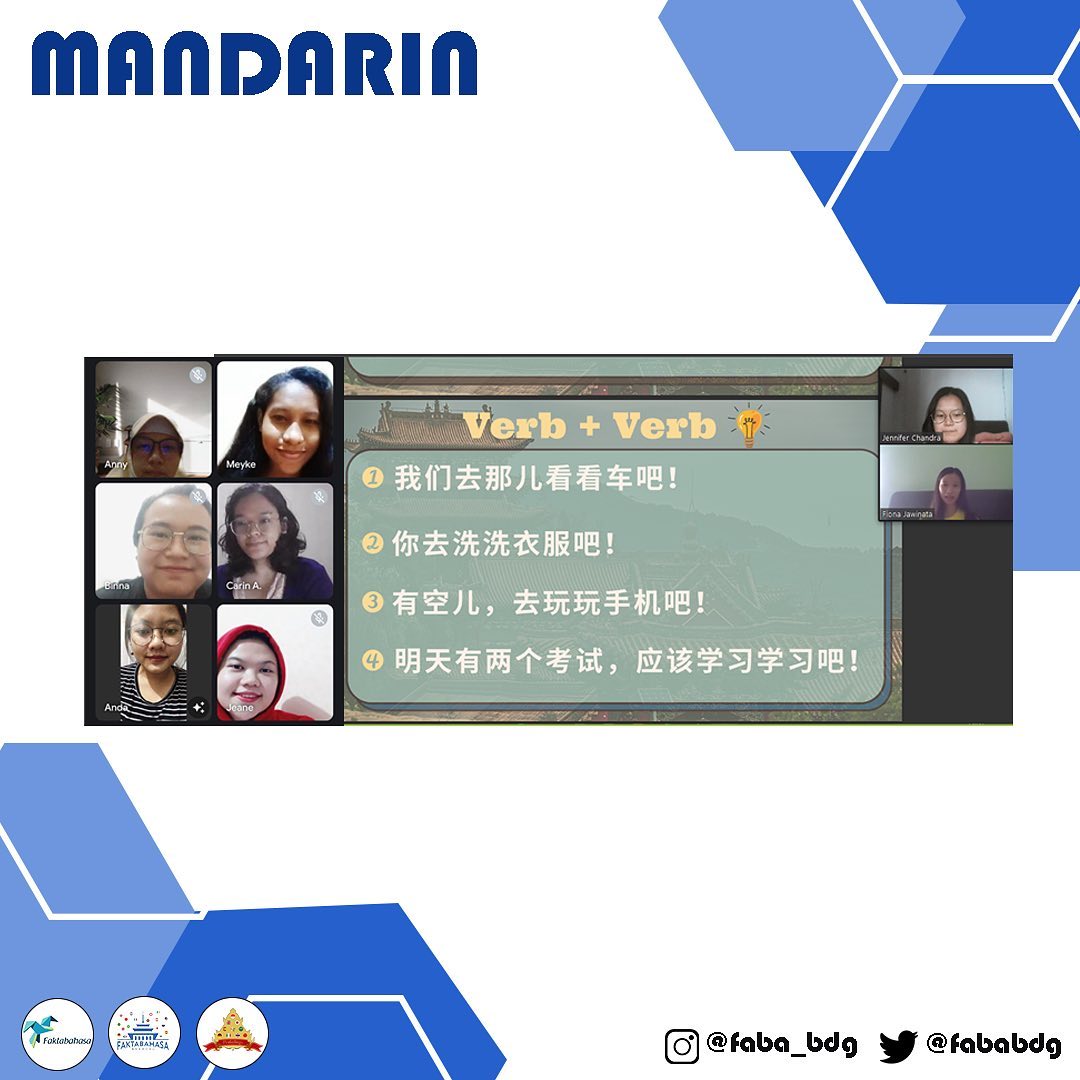 MANDARIN
Verb + Verb
1 我们去那儿看看车吧！
2 你去洗洗衣服吧！
3 有空儿，去玩玩手机吧！
4 明天有两个考试，应该学习学习吧！
Anny
Meyke
Binna
Carin A.
Anda
Jeane
Jennifer Chandra
Fiona Jawinata
Faktabahasa
FAKTABAHASA
@faba_bdg
@fababdg